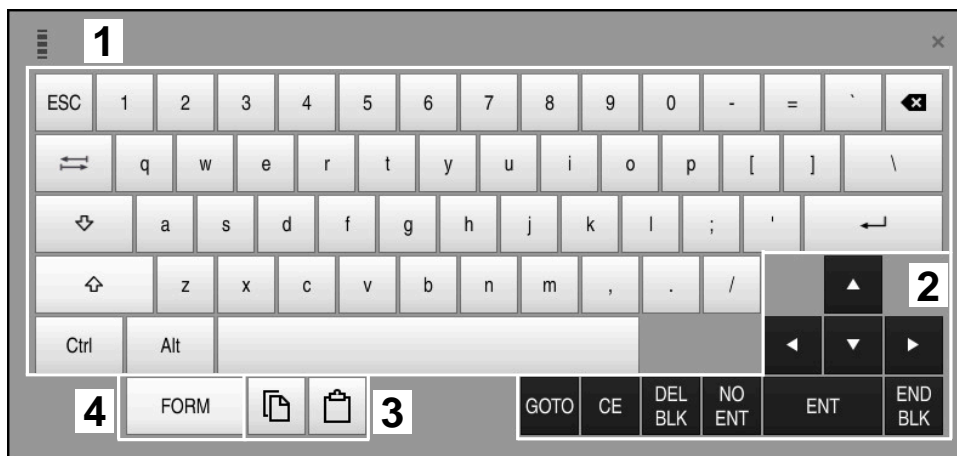 1
×
ESC 1 2 3 4 5 6 7 8 9 0 - = `
q w e r t y u i o p [ ] \
a s d f g h j k l ; '
z x c v b n m , . / 2
Ctrl Alt
4 FORM 3 GOTO CE DEL BLK NO ENT ENT END BLK